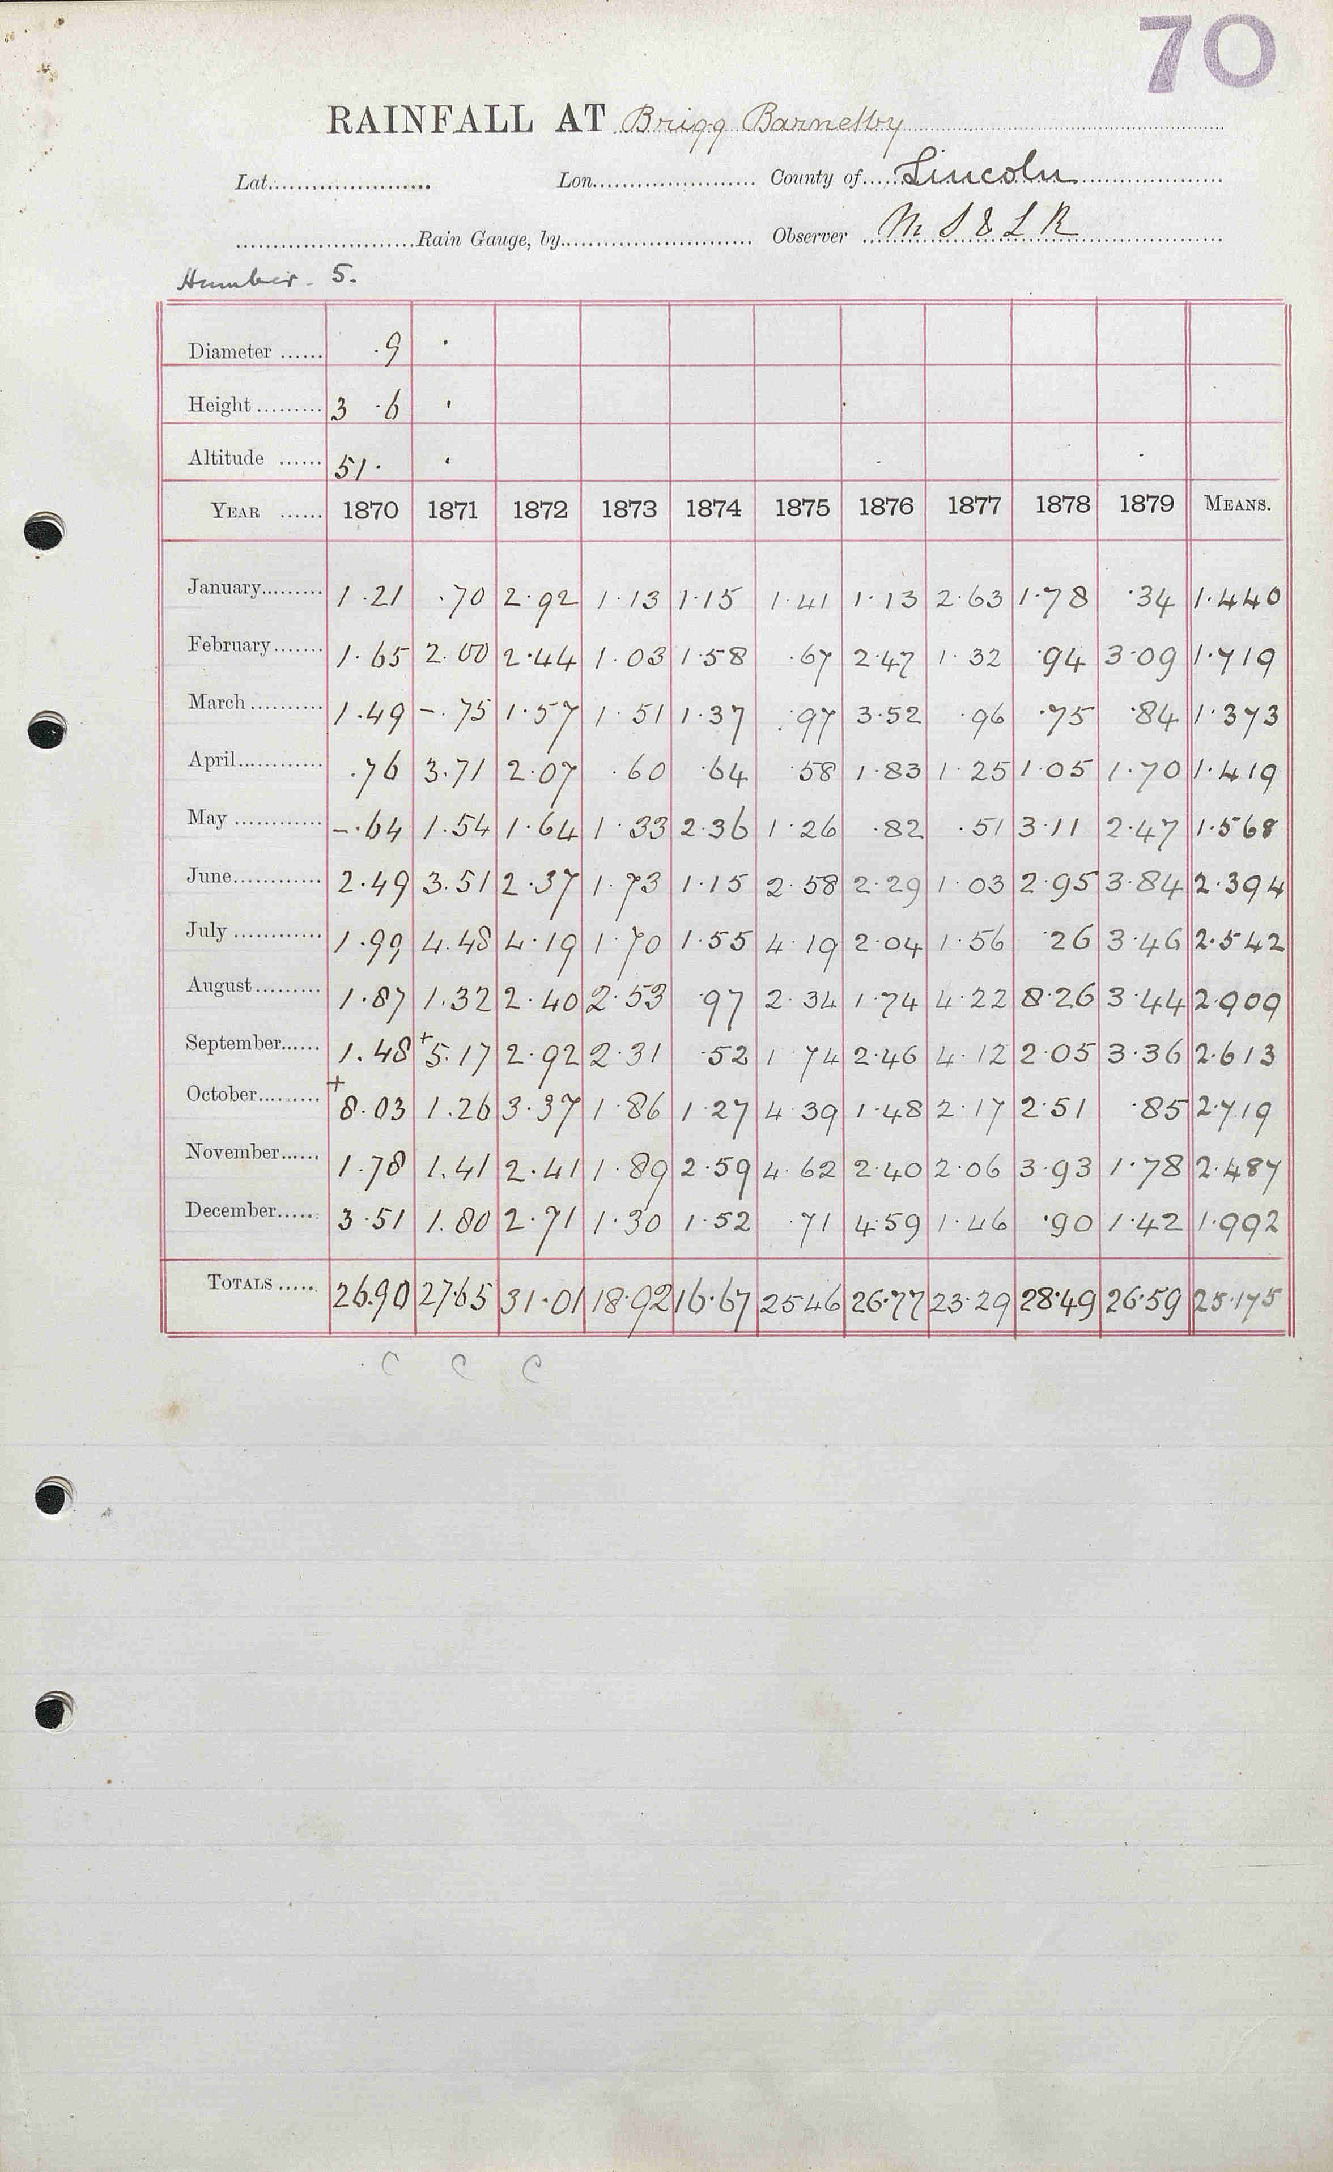 70
RAINFALL AT Brigg Barnetby
Lat. Lon. County of Lincoln
Rain Gauge, by Observer M S & L R
Humber. 5.
Diameter ...... .9 .
Height ......... 3 .6 .
Altitude ...... 51. .
YEAR ...... 1870 1871 1872 1873 1874 1875 1876 1877 1878 1879 MEANS.
January ......... 1.21 .70 2.92 1.13 1.15 1.41 1.13 2.63 1.78 .34 1.440
February ....... 1.65 2.00 2.44 1.03 1.58 .67 2.47 1.32 .94 3.09 1.719
March .......... 1.49 -.75 1.57 1.51 1.37 .97 3.52 .96 .75 .84 1.373
April ............ .76 3.71 2.07 .60 .64 .58 1.83 1.25 1.05 1.70 1.419
May ............ -.64 1.54 1.64 1.33 2.36 1.26 .82 .51 3.11 2.47 1.568
June ............ 2.49 3.51 2.37 1.73 1.15 2.58 2.29 1.03 2.95 3.84 2.394
July ............ 1.99 4.48 4.19 1.70 1.55 4.19 2.04 1.56 .26 3.46 2.542
August ......... 1.87 1.32 2.40 2.53 .97 2.34 1.74 4.22 8.26 3.44 2.909
September ...... 1.48 +5.17 2.92 2.31 .52 1.74 2.46 4.12 2.05 3.36 2.613
October ......... +8.03 1.26 3.37 1.86 1.27 4.39 1.48 2.17 2.51 .85 2.719
November ...... 1.78 1.41 2.41 1.89 2.59 4.62 2.40 2.06 3.93 1.78 2.487
December ...... 3.51 1.80 2.71 1.30 1.52 .71 4.59 1.46 .90 1.42 1.992
TOTALS ..... 26.90 27.65 31.01 18.92 16.67 25.46 26.77 23.29 28.49 26.59 25.175
C C C